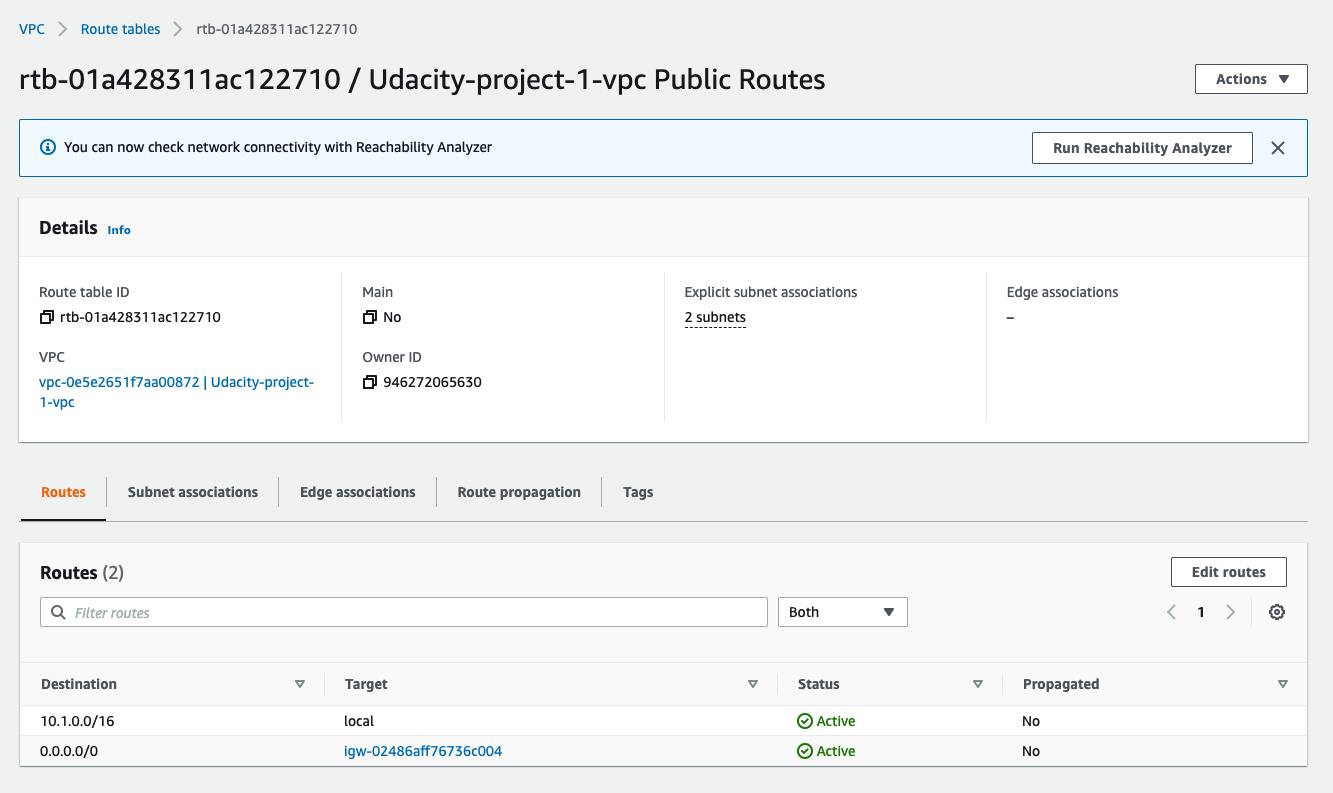 VPC > Route tables > rtb-01a428311ac122710
rtb-01a428311ac122710 / Udacity-project-1-vpc Public Routes
Actions
You can now check network connectivity with Reachability Analyzer
Run Reachability Analyzer
Details Info
Route table ID
rtb-01a428311ac122710
Main
No
Explicit subnet associations
2 subnets
Edge associations
–
VPC
vpc-0e5e2651f7aa00872 | Udacity-project-
1-vpc
Owner ID
946272065630
Routes
Subnet associations
Edge associations
Route propagation
Tags
Routes (2)
Edit routes
Filter routes
Both
1
Destination Target Status Propagated
10.1.0.0/16 local Active No
0.0.0.0/0 igw-02486aff76736c004 Active No